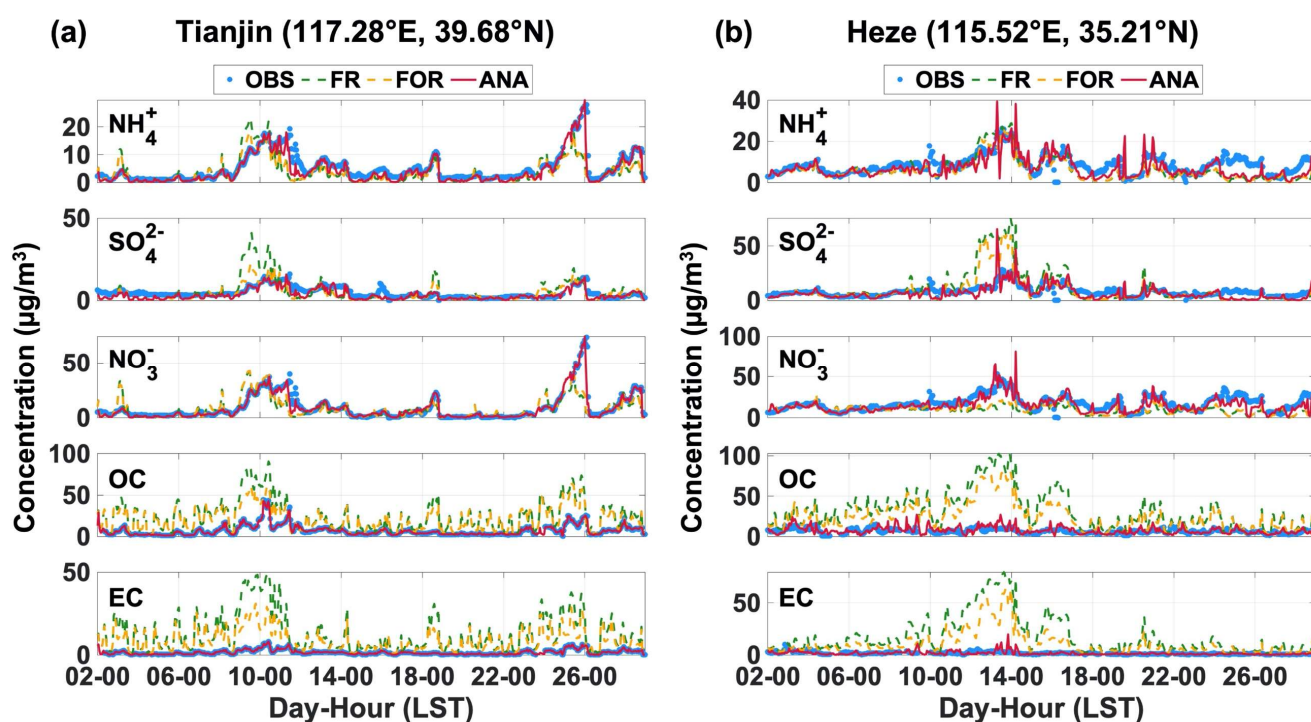 (a) Tianjin (117.28°E, 39.68°N)
OBS FR FOR ANA
NH₄⁺
20
10
0
SO₄²⁻
50
0
NO₃⁻
50
0
OC
100
50
0
EC
50
0
Concentration (µg/m³)
02-00 06-00 10-00 14-00 18-00 22-00 26-00
Day-Hour (LST)
(b) Heze (115.52°E, 35.21°N)
OBS FR FOR ANA
NH₄⁺
40
20
0
SO₄²⁻
50
0
NO₃⁻
100
50
0
OC
100
50
0
EC
50
0
Concentration (µg/m³)
02-00 06-00 10-00 14-00 18-00 22-00 26-00
Day-Hour (LST)